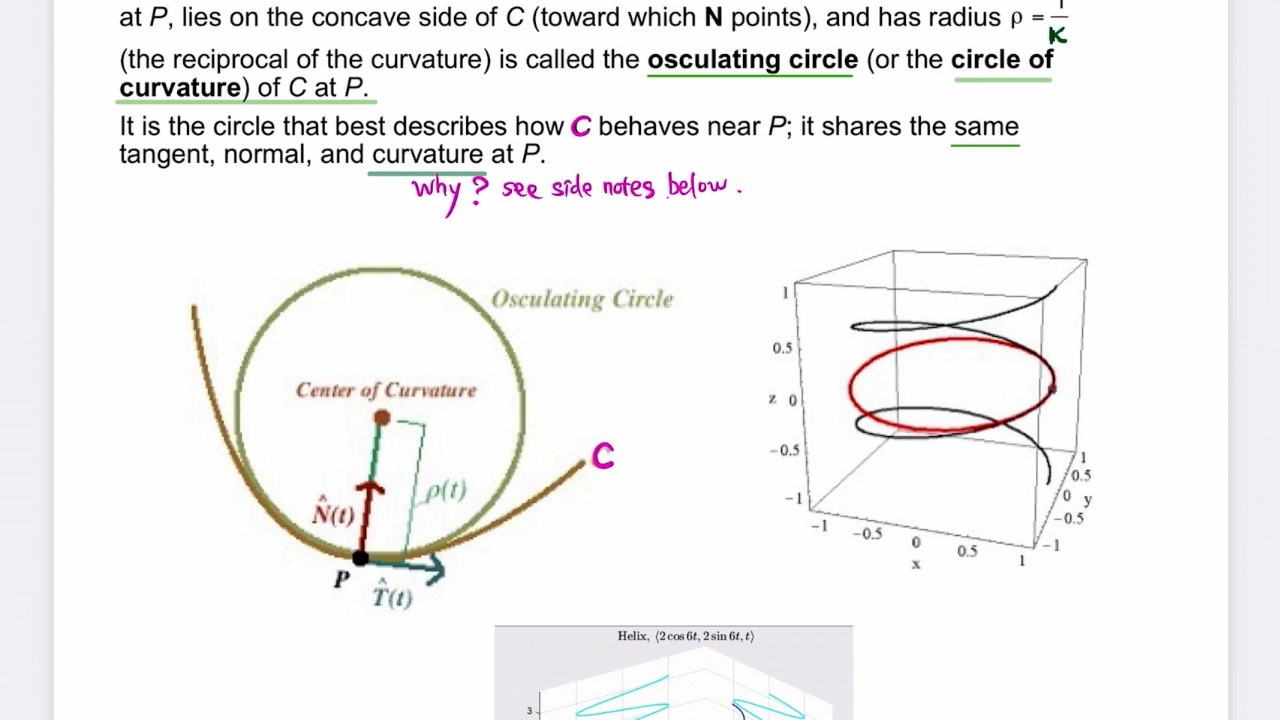 at P, lies on the concave side of C (toward which N points), and has radius ρ = 1/κ
(the reciprocal of the curvature) is called the osculating circle (or the circle of
curvature) of C at P.
It is the circle that best describes how C behaves near P; it shares the same
tangent, normal, and curvature at P.
why? see side notes below.
Osculating Circle
Center of Curvature
C
ρ(t)
N̂(t)
P
T̂(t)
1
0.5
z 0
-0.5
-1
-1
-0.5
0
0.5
1
x
1
0.5
0
y
-0.5
-1
Helix, ⟨2 cos 6t, 2 sin 6t, t⟩
3